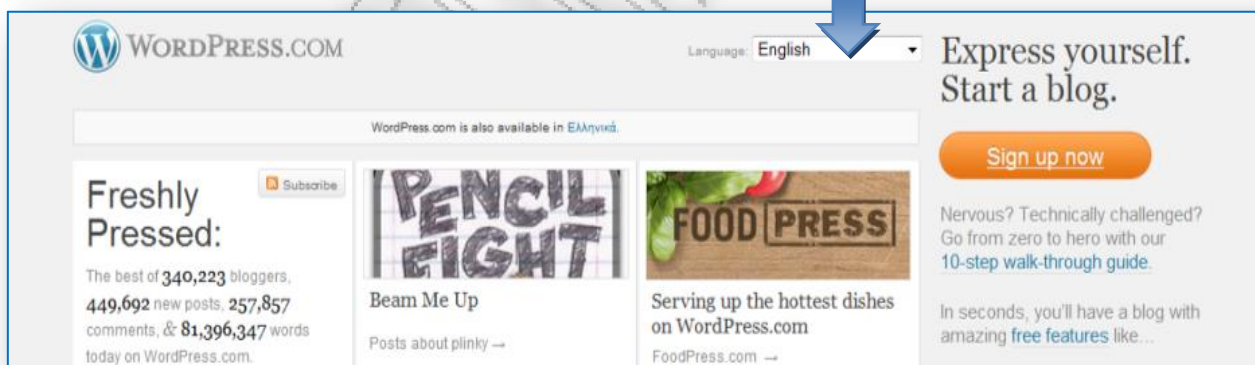 WORDPRESS.COM
Language: English
WordPress.com is also available in Ελληνικά.
Freshly
Pressed:
Subscribe
The best of 340,223 bloggers,
449,692 new posts, 257,857
comments, & 81,396,347 words
today on WordPress.com.
PENCIL
FIGHT
Beam Me Up
Posts about plinky →
FOOD PRESS
Serving up the hottest dishes
on WordPress.com
FoodPress.com →
Express yourself.
Start a blog.
Sign up now
Nervous? Technically challenged?
Go from zero to hero with our
10-step walk-through guide.
In seconds, you'll have a blog with
amazing free features like...